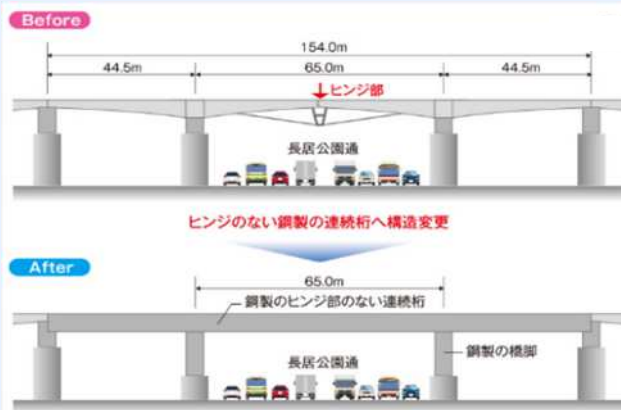 Before
154.0m
44.5m 65.0m 44.5m
ヒンジ部
長居公園通
ヒンジのない鋼製の連続桁へ構造変更
After
65.0m
鋼製のヒンジ部のない連続桁
鋼製の橋脚
長居公園通